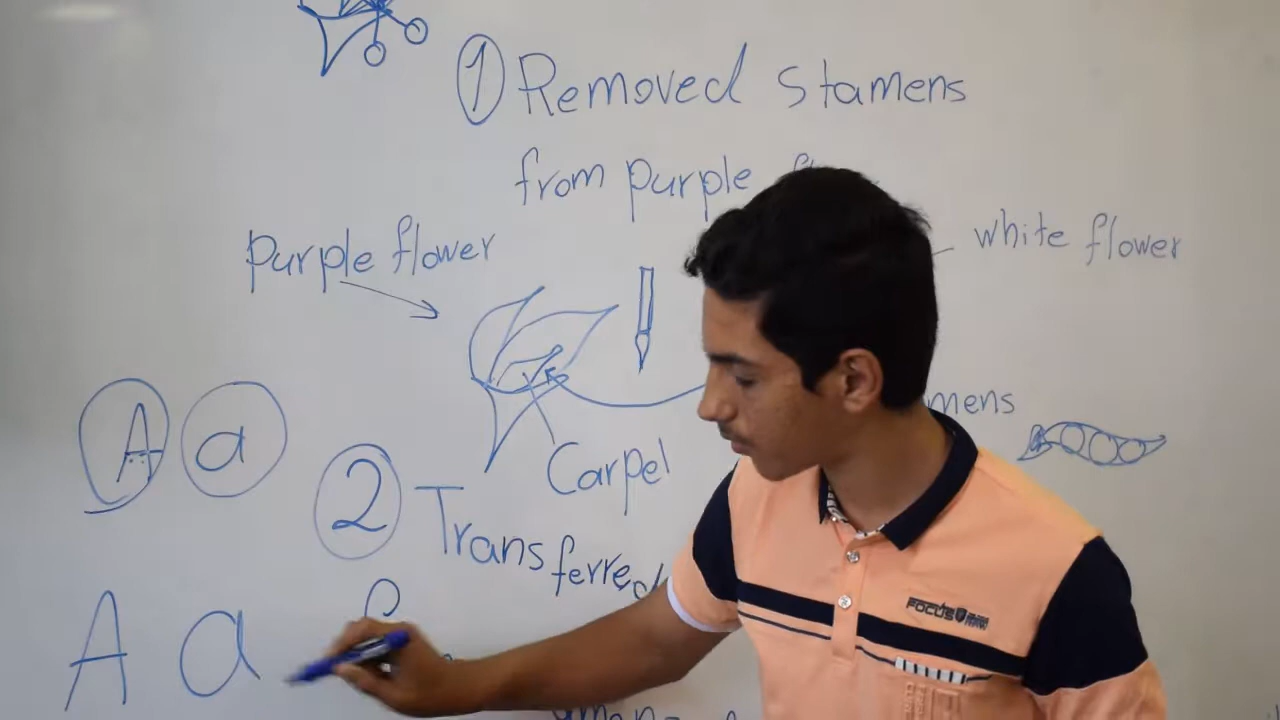 ① Removed stamens
from purple
Purple flower
white flower
A a
mens
Carpel
② Transferred
A a
FOCUS